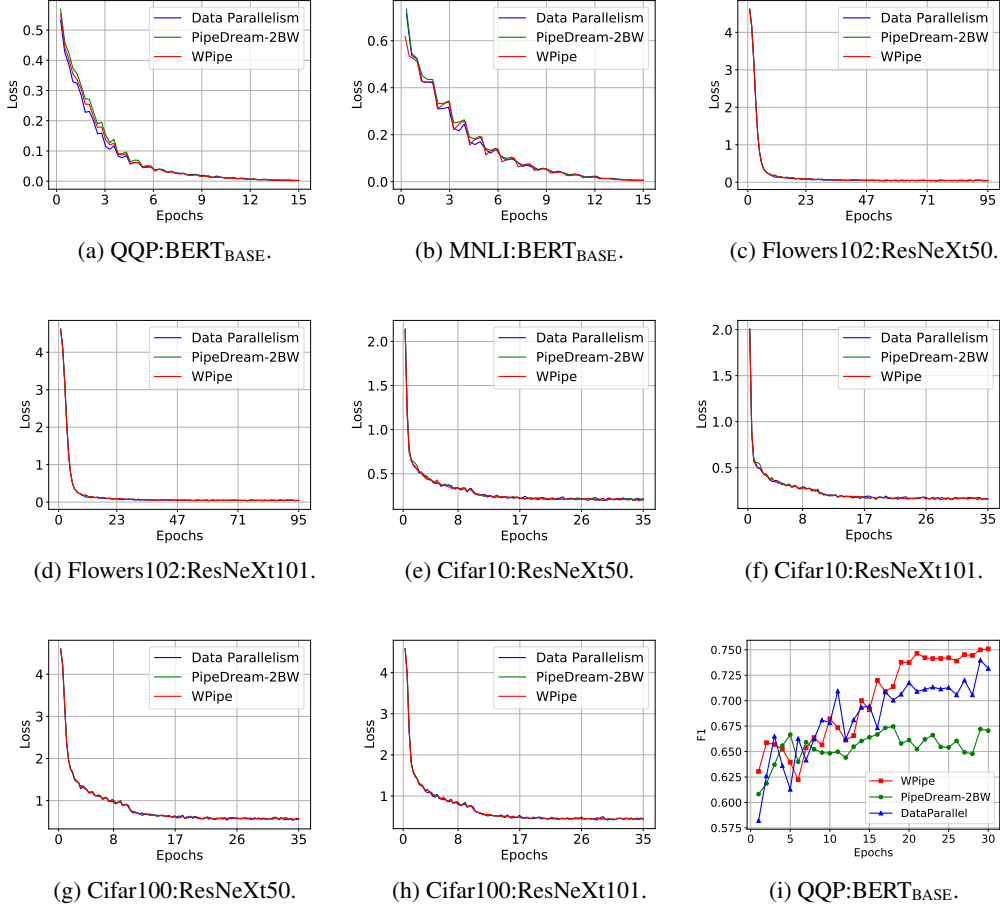 Data Parallelism
PipeDream-2BW
WPipe
0.5
0.4
0.3
0.2
0.1
0.0
Loss
0 3 6 9 12 15
Epochs
(a) QQP:BERT_BASE.
Data Parallelism
PipeDream-2BW
WPipe
0.6
0.4
0.2
0.0
Loss
0 3 6 9 12 15
Epochs
(b) MNLI:BERT_BASE.
Data Parallelism
PipeDream-2BW
WPipe
4
3
2
1
0
Loss
0 23 47 71 95
Epochs
(c) Flowers102:ResNeXt50.
Data Parallelism
PipeDream-2BW
WPipe
4
3
2
1
0
Loss
0 23 47 71 95
Epochs
(d) Flowers102:ResNeXt101.
Data Parallelism
PipeDream-2BW
WPipe
2.0
1.5
1.0
0.5
Loss
0 8 17 26 35
Epochs
(e) Cifar10:ResNeXt50.
Data Parallelism
PipeDream-2BW
WPipe
2.0
1.5
1.0
0.5
Loss
0 8 17 26 35
Epochs
(f) Cifar10:ResNeXt101.
Data Parallelism
PipeDream-2BW
WPipe
4
3
2
1
Loss
0 8 17 26 35
Epochs
(g) Cifar100:ResNeXt50.
Data Parallelism
PipeDream-2BW
WPipe
4
3
2
1
Loss
0 8 17 26 35
Epochs
(h) Cifar100:ResNeXt101.
0.750
0.725
0.700
0.675
0.650
0.625
0.600
0.575
F1
WPipe
PipeDream-2BW
DataParallel
0 5 10 15 20 25 30
Epochs
(i) QQP:BERT_BASE.